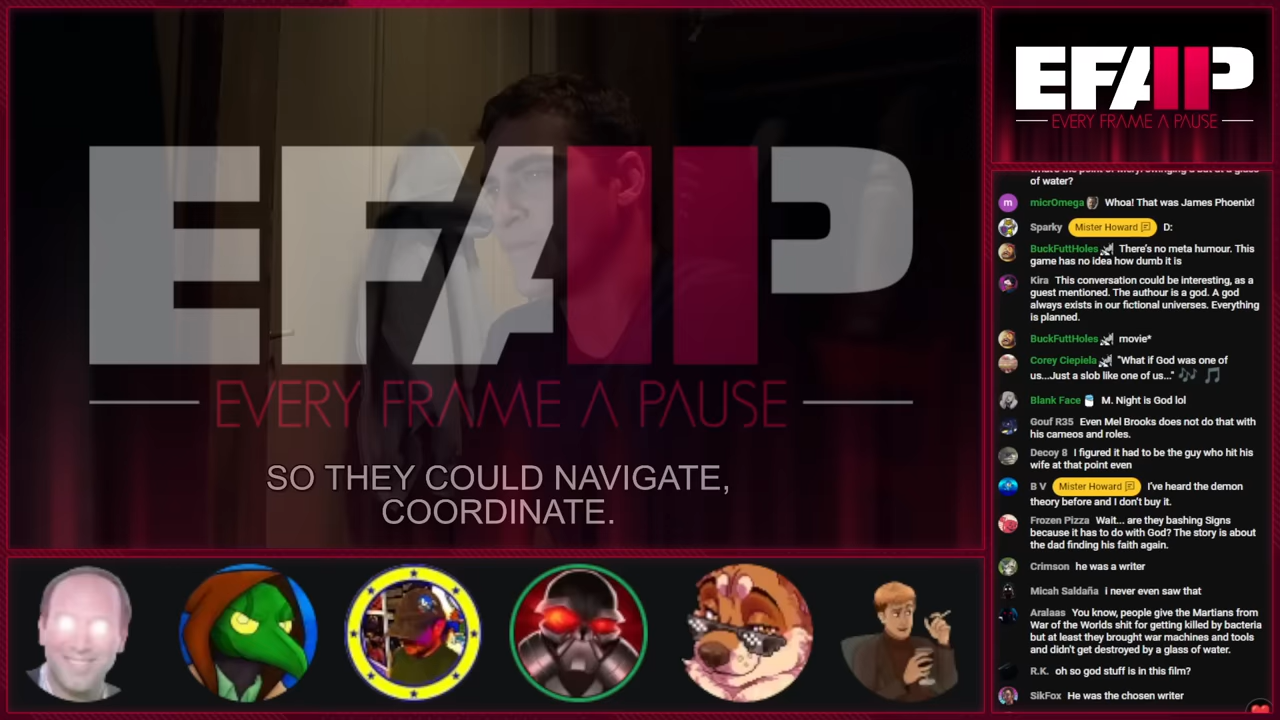 EFAP
EVERY FRAME A PAUSE
SO THEY COULD NAVIGATE,
COORDINATE.
EFAP
EVERY FRAME A PAUSE
of water?
m
micrOmega Whoa! That was James Phoenix!
Sparky Mister Howard D:
BuckFuttHoles There's no meta humour. This
game has no idea how dumb it is
Kira This conversation could be interesting, as a
guest mentioned. The authour is a god. A god
always exists in our fictional universes. Everything
is planned.
BuckFuttHoles movie*
Corey Ciepiela "What if God was one of
us...Just a slob like one of us..." 🎶 🎵
Blank Face M. Night is God lol
Gouf R35 Even Mel Brooks does not do that with
his cameos and roles.
Decoy 8 I figured it had to be the guy who hit his
wife at that point even
B V Mister Howard I've heard the demon
theory before and I don't buy it.
Frozen Pizza Wait... are they bashing Signs
because it has to do with God? The story is about
the dad finding his faith again.
Crimson he was a writer
Micah Saldaña i never even saw that
Aralaas You know, people give the Martians from
War of the Worlds shit for getting killed by bacteria
but at least they brought war machines and tools
and didn't get destroyed by a glass of water.
R.K. oh so god stuff is in this film?
SikFox He was the chosen writer